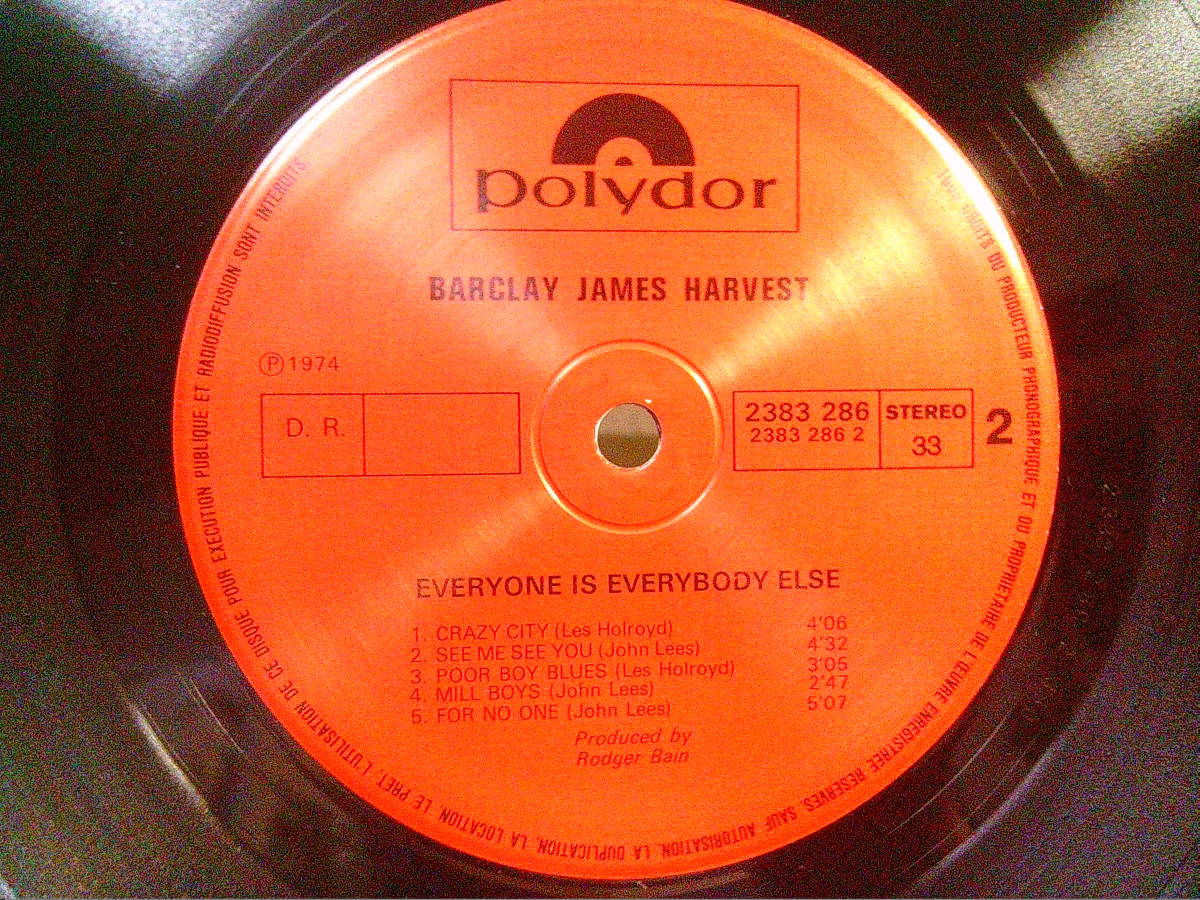 polydor
BARCLAY JAMES HARVEST
Ⓟ 1974
D. R.
2383 286
2383 286 2
STEREO
33
2
EVERYONE IS EVERYBODY ELSE
1. CRAZY CITY (Les Holroyd) 4'06
2. SEE ME SEE YOU (John Lees) 4'32
3. POOR BOY BLUES (Les Holroyd) 3'05
4. MILL BOYS (John Lees) 2'47
5. FOR NO ONE (John Lees) 5'07
Produced by
Rodger Bain
TOUS DROITS DU PRODUCTEUR PHONOGRAPHIQUE ET DU PROPRIETAIRE DE L'ŒUVRE ENREGISTREE RESERVES. SAUF AUTORISATION, LA DUPLICATION, LA LOCATION, LE PRET, L'UTILISATION DE CE DISQUE POUR EXECUTION PUBLIQUE ET RADIODIFFUSION SONT INTERDITS